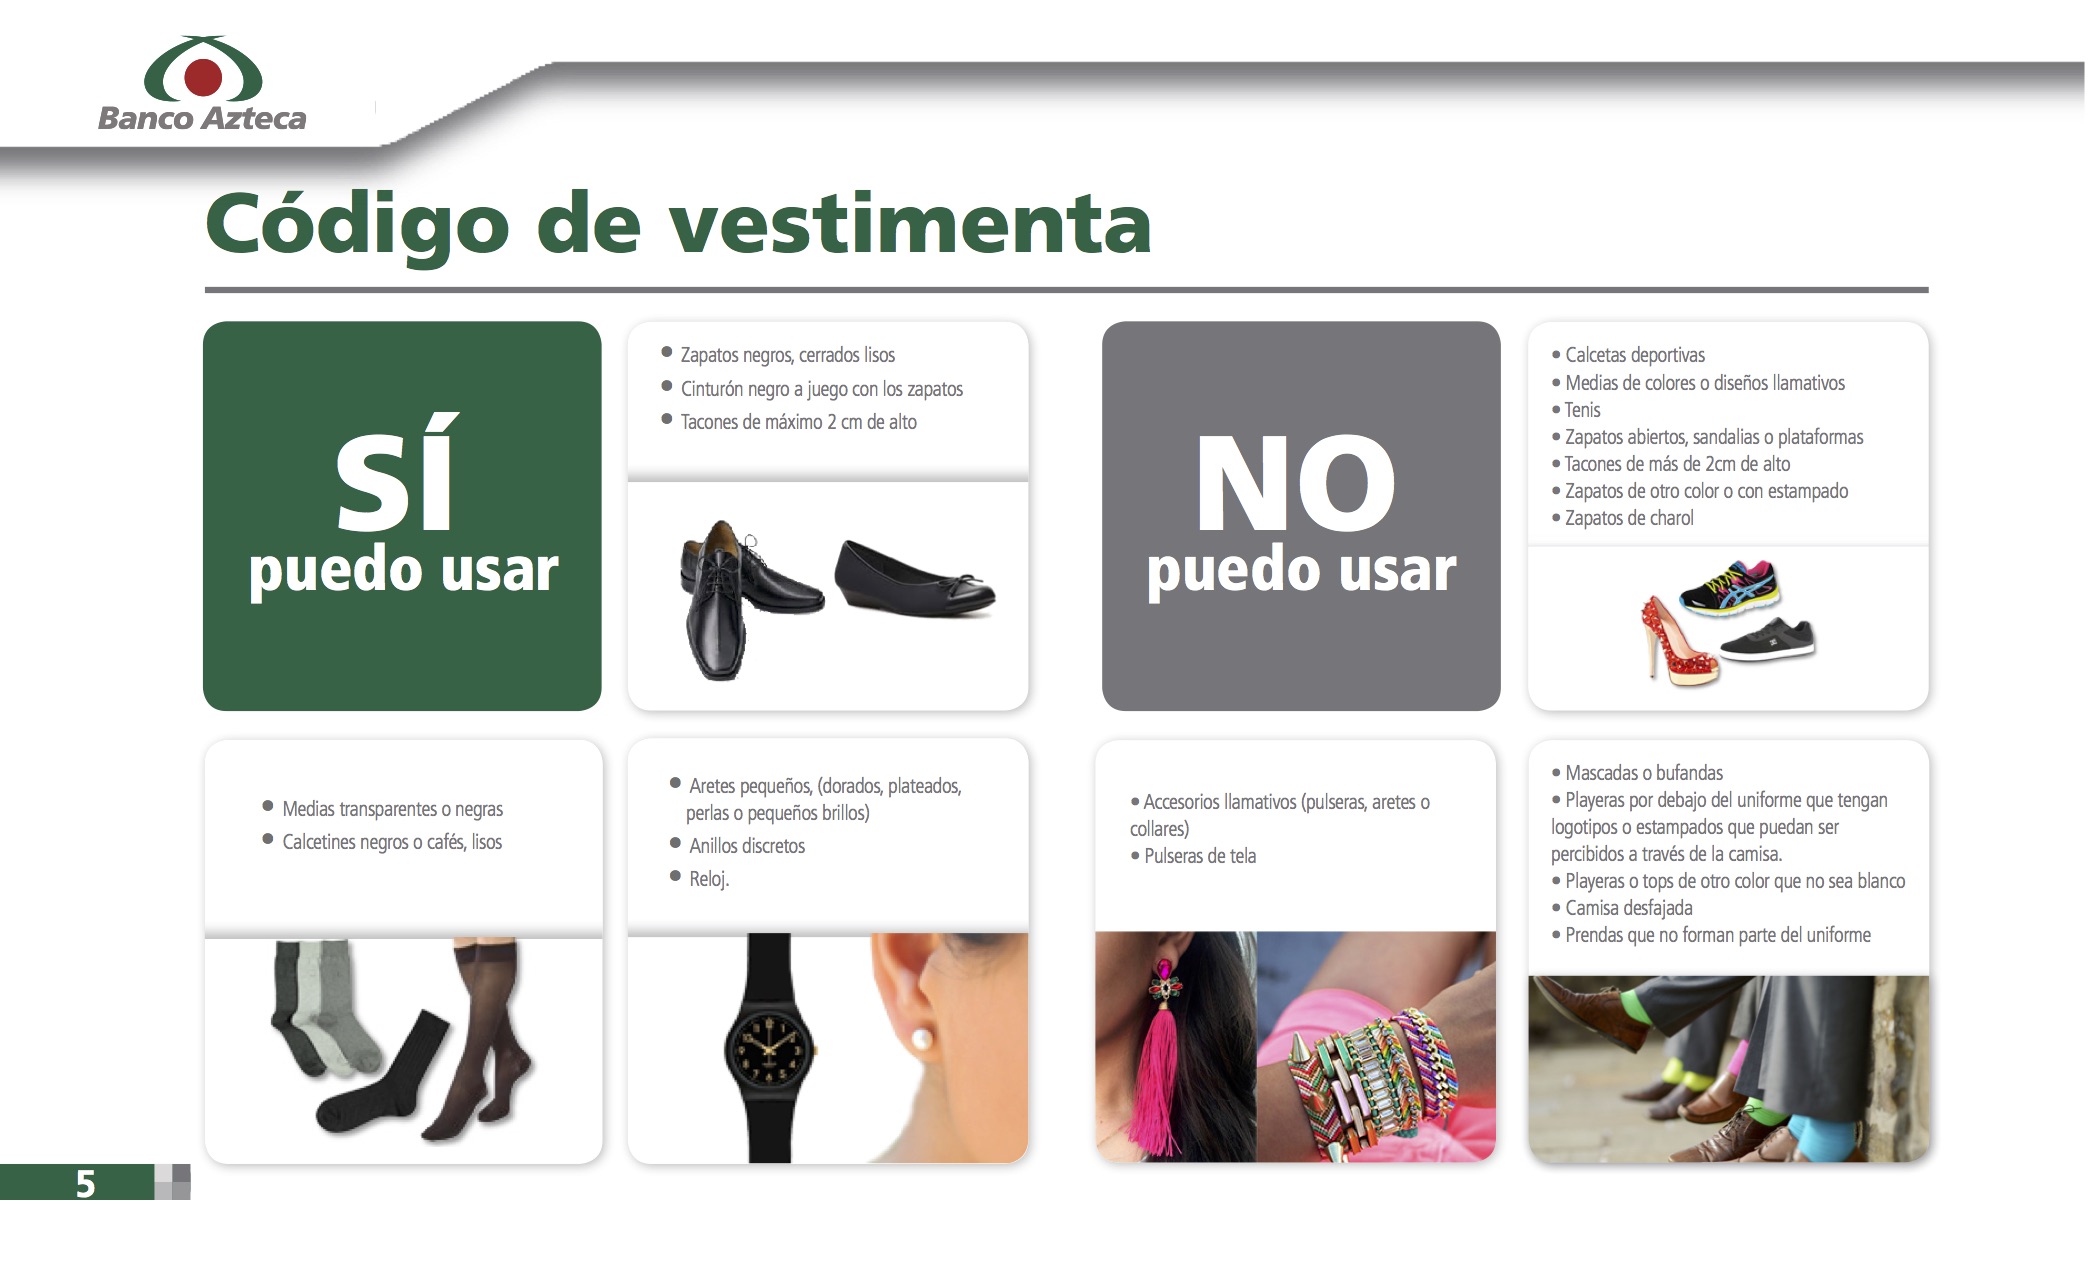 Banco Azteca
Código de vestimenta
SÍ
puedo usar
• Zapatos negros, cerrados lisos
• Cinturón negro a juego con los zapatos
• Tacones de máximo 2 cm de alto
NO
puedo usar
• Calcetas deportivas
• Medias de colores o diseños llamativos
• Tenis
• Zapatos abiertos, sandalias o plataformas
• Tacones de más de 2cm de alto
• Zapatos de otro color o con estampado
• Zapatos de charol
• Medias transparentes o negras
• Calcetines negros o cafés, lisos
• Aretes pequeños, (dorados, plateados,
perlas o pequeños brillos)
• Anillos discretos
• Reloj.
• Accesorios llamativos (pulseras, aretes o
collares)
• Pulseras de tela
• Mascadas o bufandas
• Playeras por debajo del uniforme que tengan
logotipos o estampados que puedan ser
percibidos a través de la camisa.
• Playeras o tops de otro color que no sea blanco
• Camisa desfajada
• Prendas que no forman parte del uniforme
5